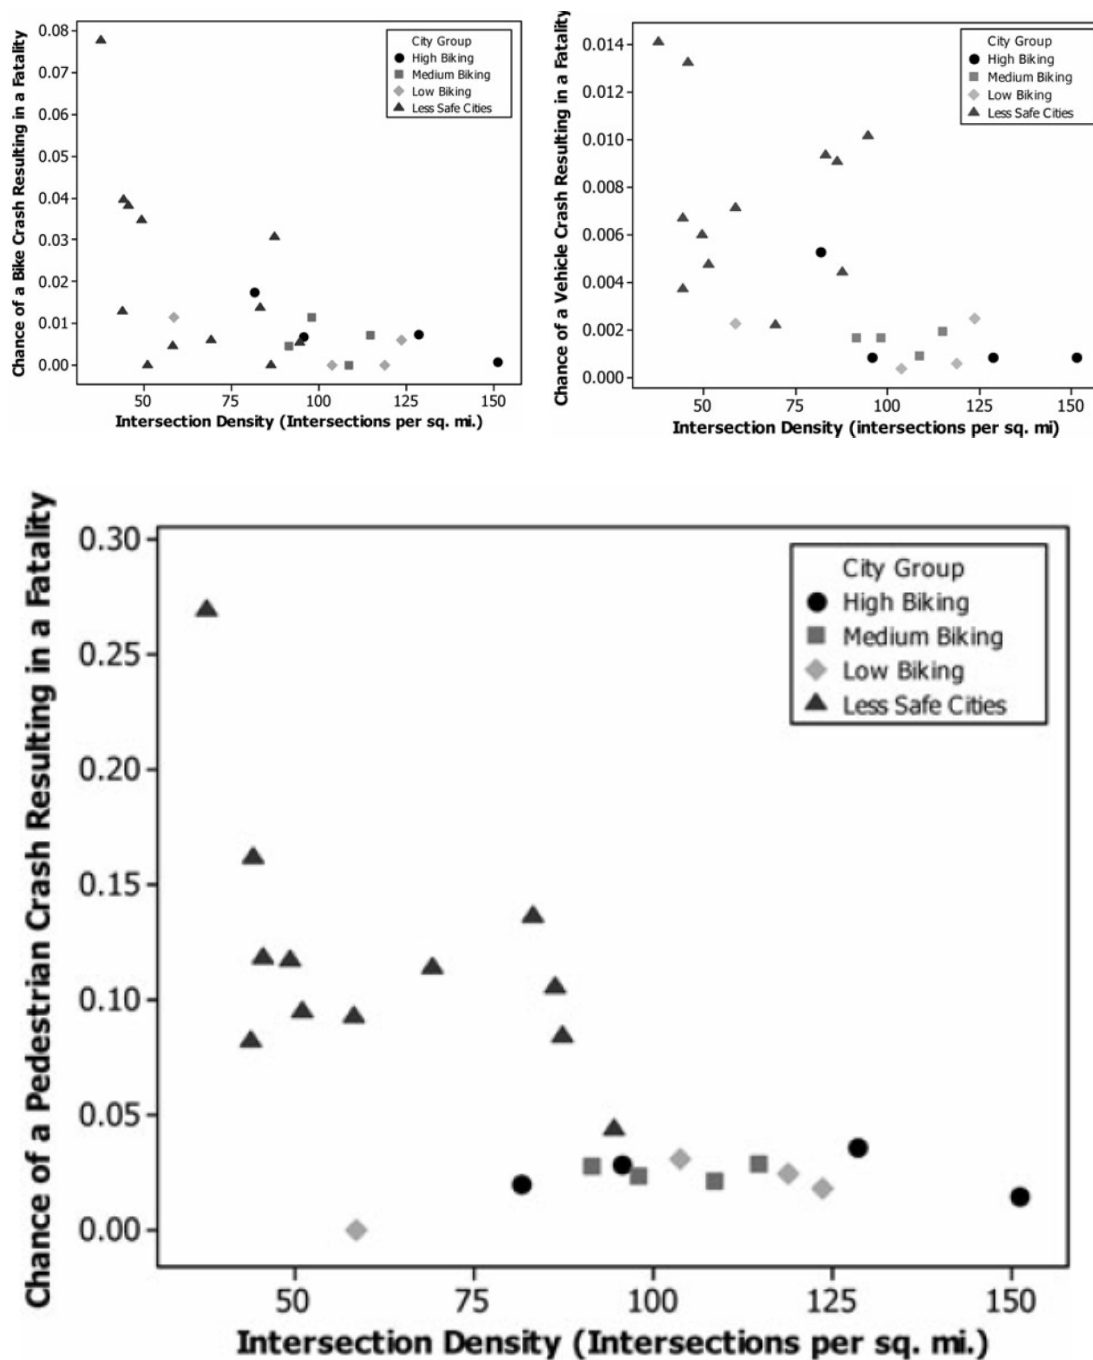 Chance of a Bike Crash Resulting in a Fatality
0.08
0.07
0.06
0.05
0.04
0.03
0.02
0.01
0.00
City Group
High Biking
Medium Biking
Low Biking
Less Safe Cities
50 75 100 125 150
Intersection Density (Intersections per sq. mi.)
Chance of a Vehicle Crash Resulting in a Fatality
0.014
0.012
0.010
0.008
0.006
0.004
0.002
0.000
City Group
High Biking
Medium Biking
Low Biking
Less Safe Cities
50 75 100 125 150
Intersection Density (intersections per sq. mi)
Chance of a Pedestrian Crash Resulting in a Fatality
0.30
0.25
0.20
0.15
0.10
0.05
0.00
City Group
High Biking
Medium Biking
Low Biking
Less Safe Cities
50 75 100 125 150
Intersection Density (Intersections per sq. mi.)